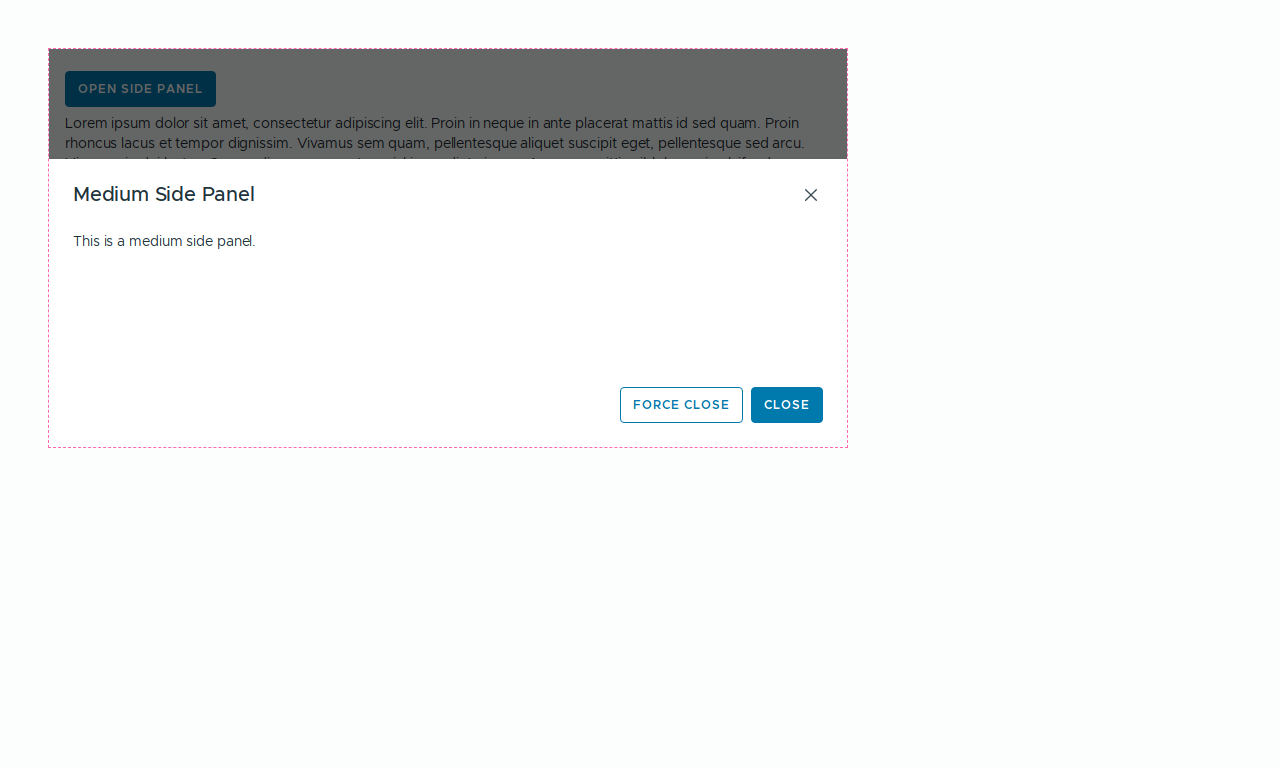 OPEN SIDE PANEL
Lorem ipsum dolor sit amet, consectetur adipiscing elit. Proin in neque in ante placerat mattis id sed quam. Proin
rhoncus lacus et tempor dignissim. Vivamus sem quam, pellentesque aliquet suscipit eget, pellentesque sed arcu.
Medium Side Panel
This is a medium side panel.
FORCE CLOSE
CLOSE